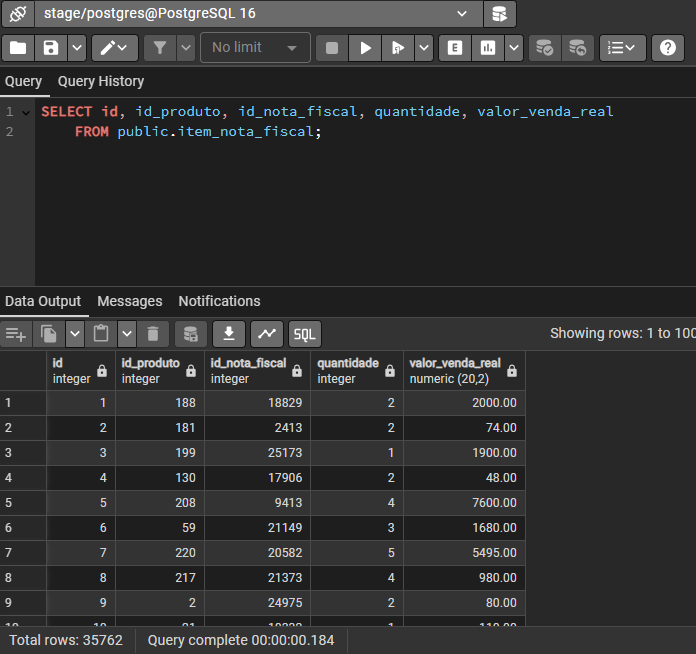 stage/postgres@PostgreSQL 16
No limit
E
Query Query History
1 SELECT id, id_produto, id_nota_fiscal, quantidade, valor_venda_real
2 FROM public.item_nota_fiscal;
Data Output Messages Notifications
SQL Showing rows: 1 to 100
id id_produto id_nota_fiscal quantidade valor_venda_real
integer integer integer integer numeric (20,2)
1 1 188 18829 2 2000.00
2 2 181 2413 2 74.00
3 3 199 25173 1 1900.00
4 4 130 17906 2 48.00
5 5 208 9413 4 7600.00
6 6 59 21149 3 1680.00
7 7 220 20582 5 5495.00
8 8 217 21373 4 980.00
9 9 2 24975 2 80.00
Total rows: 35762 Query complete 00:00:00.184